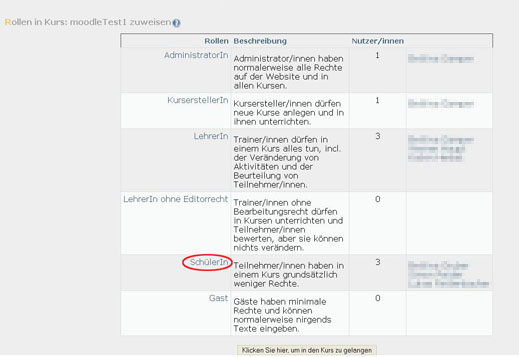 Rollen in Kurs: moodleTest1 zuweisen
Rollen Beschreibung Nutzer/innen
AdministratorIn Administrator/innen haben 1
normalerweise alle Rechte
auf der Website und in
allen Kursen.
KurserstellerIn Kursersteller/innen dürfen 1
neue Kurse anlegen und in
ihnen unterrichten.
LehrerIn Trainer/innen dürfen in 3
einem Kurs alles tun, incl.
der Veränderung von
Aktivitäten und der
Beurteilung von
Teilnehmer/innen.
LehrerIn ohne Editorrecht Trainer/innen ohne 0
Bearbeitungsrecht dürfen
in Kursen unterrichten und
Teilnehmer/innen
bewerten, aber sie können
nichts verändern.
SchülerIn Teilnehmer/innen haben in 3
einem Kurs grundsätzlich
weniger Rechte.
Gast Gäste haben minimale 0
Rechte und können
normalerweise nirgends
Texte eingeben.
Klicken Sie hier, um in den Kurs zu gelangen